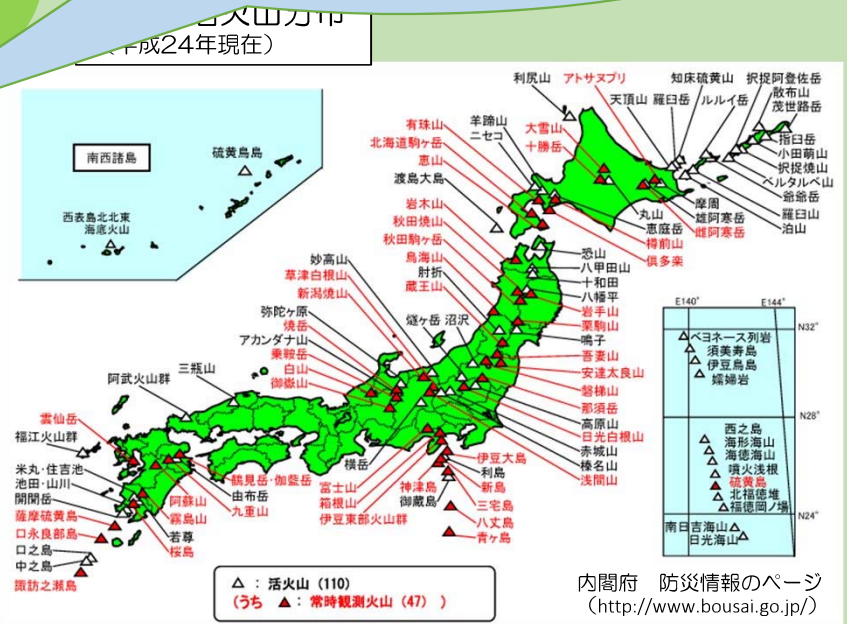 活火山分布
（平成24年現在）
南西諸島
硫黄鳥島
西表島北北東
海底火山
利尻山
アトサヌプリ
知床硫黄山
択捉阿登佐岳
散布山
茂世路岳
天頂山
羅臼岳
ルルイ岳
羊蹄山
ニセコ
大雪山
十勝岳
有珠山
北海道駒ヶ岳
恵山
渡島大島
指臼岳
小田萌山
択捉焼山
ベルタルベ山
爺爺岳
羅臼山
泊山
摩周
雄阿寒岳
雌阿寒岳
丸山
恵庭岳
樽前山
倶多楽
岩木山
秋田焼山
秋田駒ヶ岳
鳥海山
肘折
蔵王山
恐山
八甲田山
十和田
八幡平
岩手山
栗駒山
鳴子
吾妻山
安達太良山
磐梯山
那須岳
高原山
日光白根山
赤城山
榛名山
浅間山
妙高山
草津白根山
新潟焼山
弥陀ヶ原
焼岳
アカンダナ山
乗鞍岳
白山
御嶽山
燧ヶ岳
沼沢
三瓶山
阿武火山群
雲仙岳
福江火山群
米丸・住吉池
池田・山川
開聞岳
薩摩硫黄島
口永良部島
口之島
中之島
諏訪之瀬島
鶴見岳・伽藍岳
由布岳
九重山
阿蘇山
霧島山
若尊
桜島
横岳
富士山
箱根山
伊豆東部火山群
伊豆大島
利島
新島
神津島
御蔵島
三宅島
八丈島
青ヶ島
E140°
E144°
N32°
ベヨネース列岩
須美寿島
伊豆鳥島
孀婦岩
N28°
西之島
海形海山
海徳海山
噴火浅根
硫黄島
北福徳堆
福徳岡ノ場
N24°
南日吉海山
日光海山
△ ： 活火山（110）
（うち ▲： 常時観測火山（47） ）
内閣府 防災情報のページ
（http://www.bousai.go.jp/）